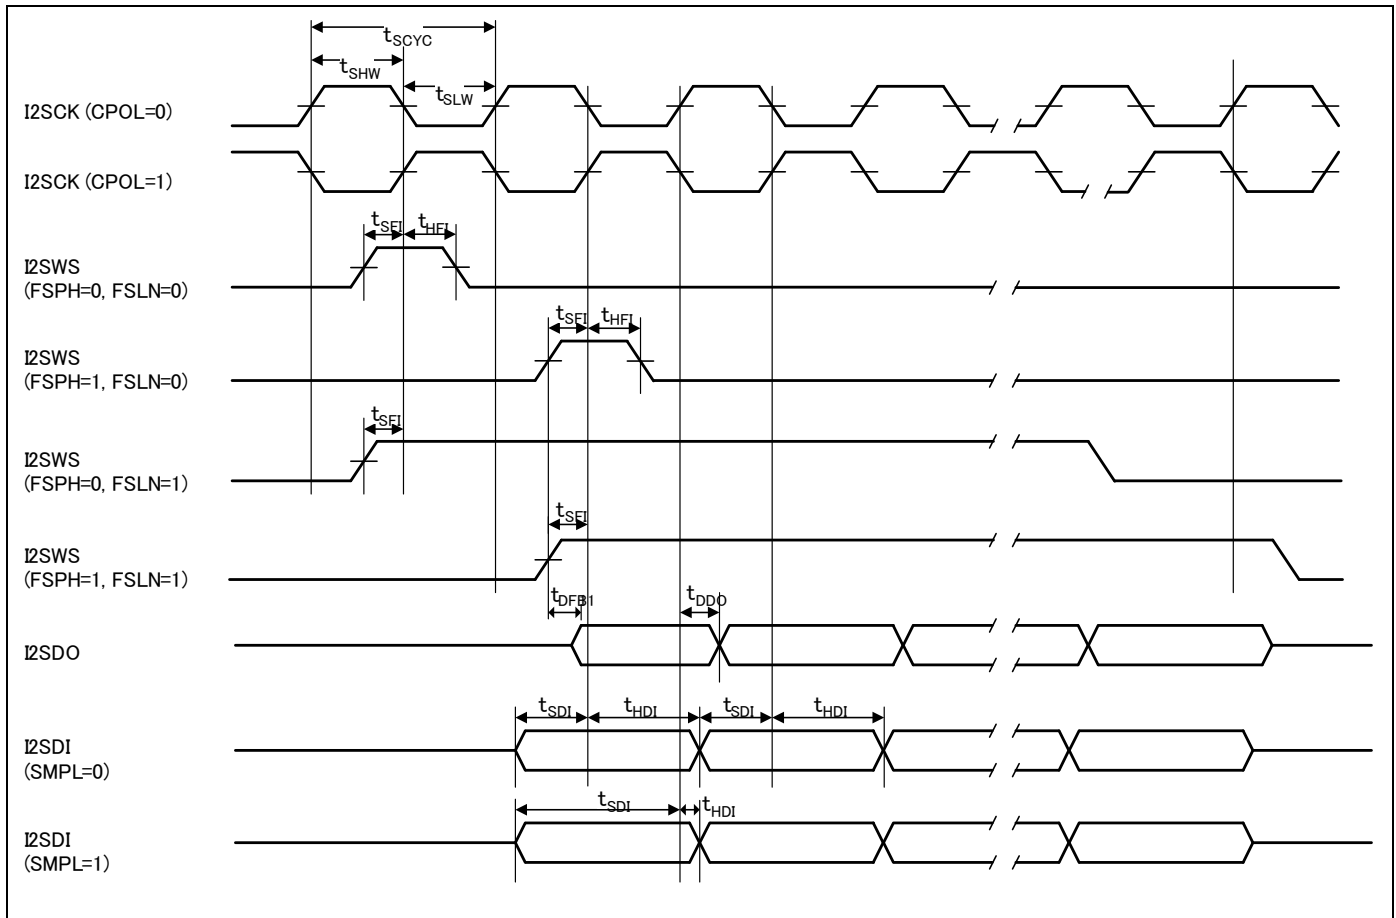 tSCYC
tSHW
tSLW
I2SCK (CPOL=0)
I2SCK (CPOL=1)
tSFI tHFI
I2SWS
(FSPH=0, FSLN=0)
tSFI tHFI
I2SWS
(FSPH=1, FSLN=0)
tSFI
I2SWS
(FSPH=0, FSLN=1)
tSFI
I2SWS
(FSPH=1, FSLN=1)
tDFB1 tDDO
I2SDO
tSDI tHDI tSDI tHDI
I2SDI
(SMPL=0)
tSDI tHDI
I2SDI
(SMPL=1)